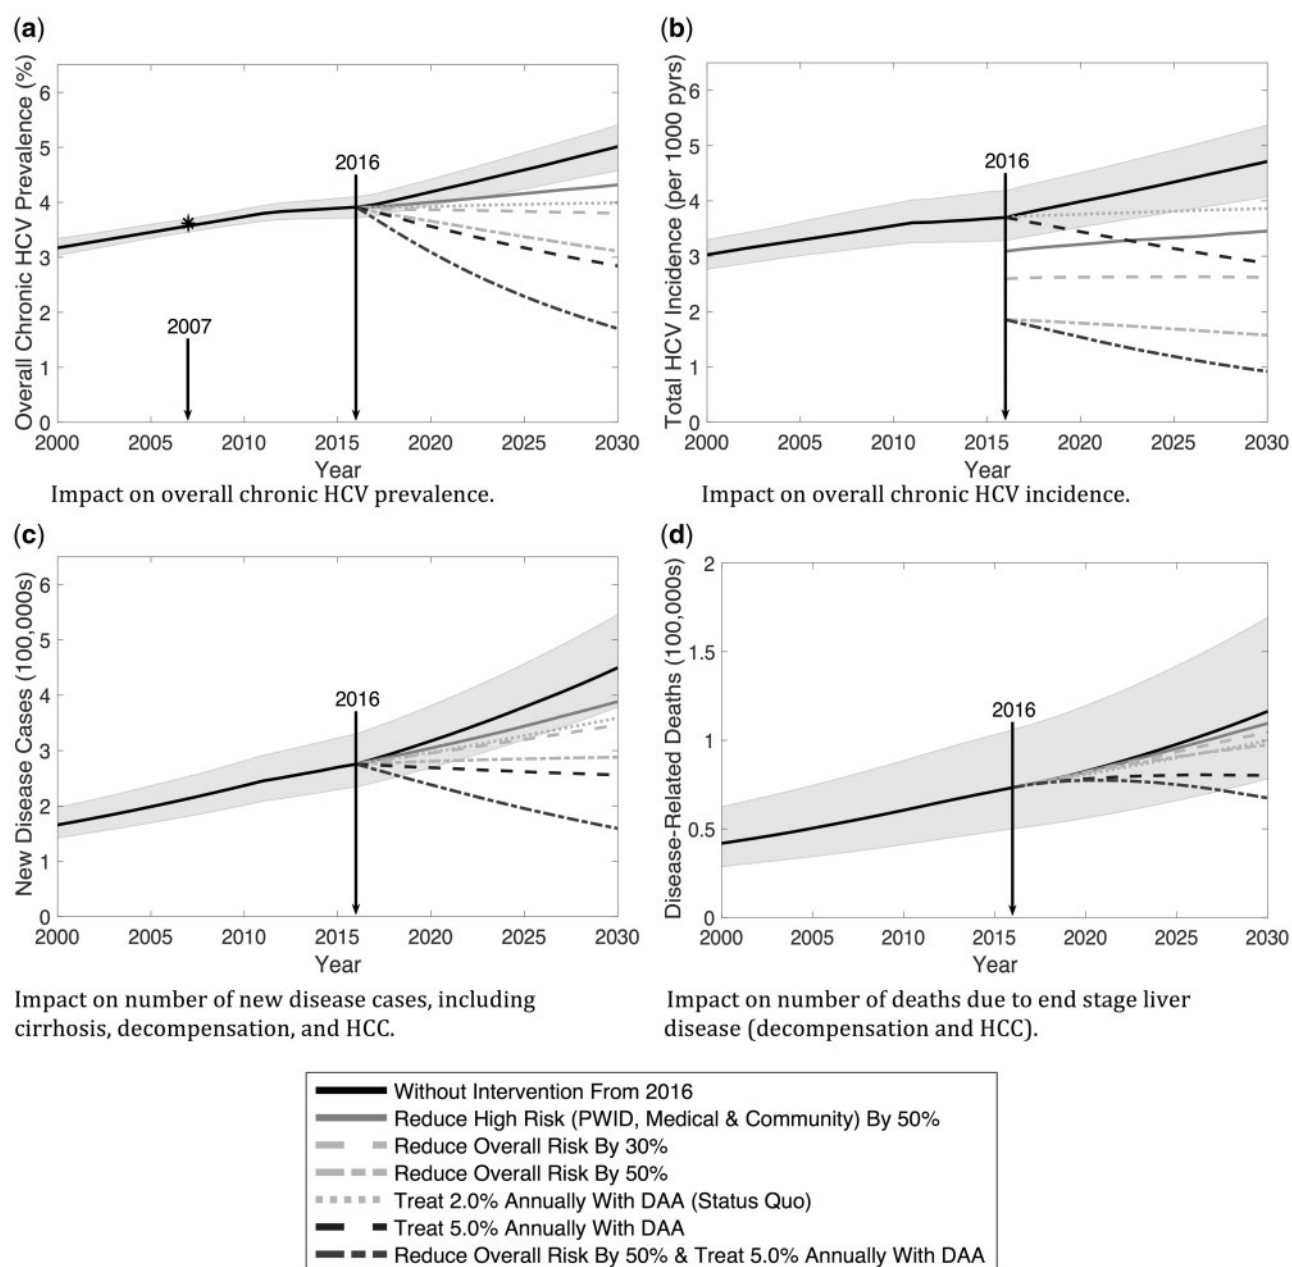 (a)
Overall Chronic HCV Prevalence (%)
6
5
4
3
2
1
0
2016
2007
2000 2005 2010 2015 2020 2025 2030
Year
Impact on overall chronic HCV prevalence.
(b)
Total HCV Incidence (per 1000 pyrs)
6
5
4
3
2
1
0
2016
2000 2005 2010 2015 2020 2025 2030
Year
Impact on overall chronic HCV incidence.
(c)
New Disease Cases (100,000s)
6
5
4
3
2
1
0
2016
2000 2005 2010 2015 2020 2025 2030
Year
Impact on number of new disease cases, including
cirrhosis, decompensation, and HCC.
(d)
Disease-Related Deaths (100,000s)
2
1.5
1
0.5
0
2016
2000 2005 2010 2015 2020 2025 2030
Year
Impact on number of deaths due to end stage liver
disease (decompensation and HCC).
Without Intervention From 2016
Reduce High Risk (PWID, Medical & Community) By 50%
Reduce Overall Risk By 30%
Reduce Overall Risk By 50%
Treat 2.0% Annually With DAA (Status Quo)
Treat 5.0% Annually With DAA
Reduce Overall Risk By 50% & Treat 5.0% Annually With DAA